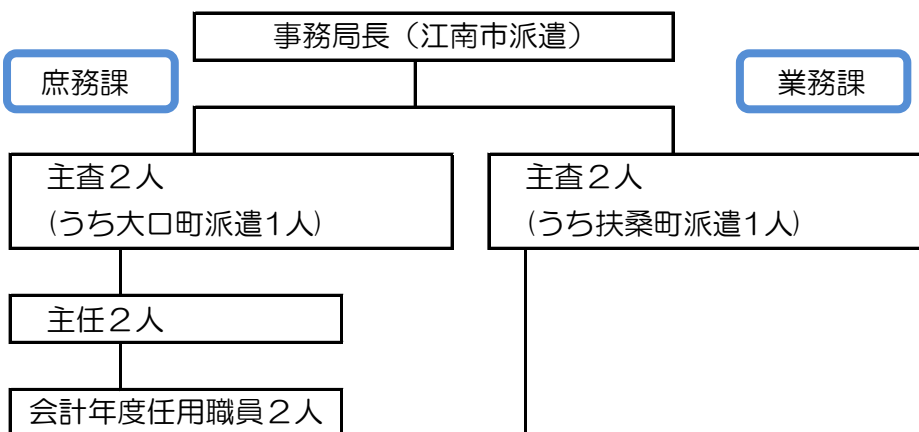 事務局長（江南市派遣）
庶務課
業務課
主査２人
(うち大口町派遣1人)
主査２人
(うち扶桑町派遣1人)
主任２人
会計年度任用職員２人